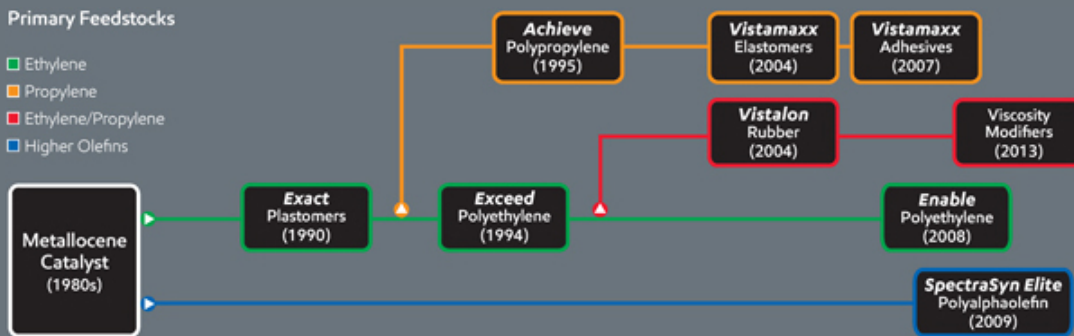 Primary Feedstocks
Ethylene
Propylene
Ethylene/Propylene
Higher Olefins
Achieve
Polypropylene
(1995)
Vistamaxx
Elastomers
(2004)
Vistamaxx
Adhesives
(2007)
Vistalon
Rubber
(2004)
Viscosity
Modifiers
(2013)
Metallocene
Catalyst
(1980s)
Exact
Plastomers
(1990)
Exceed
Polyethylene
(1994)
Enable
Polyethylene
(2008)
SpectraSyn Elite
Polyalphaolefin
(2009)